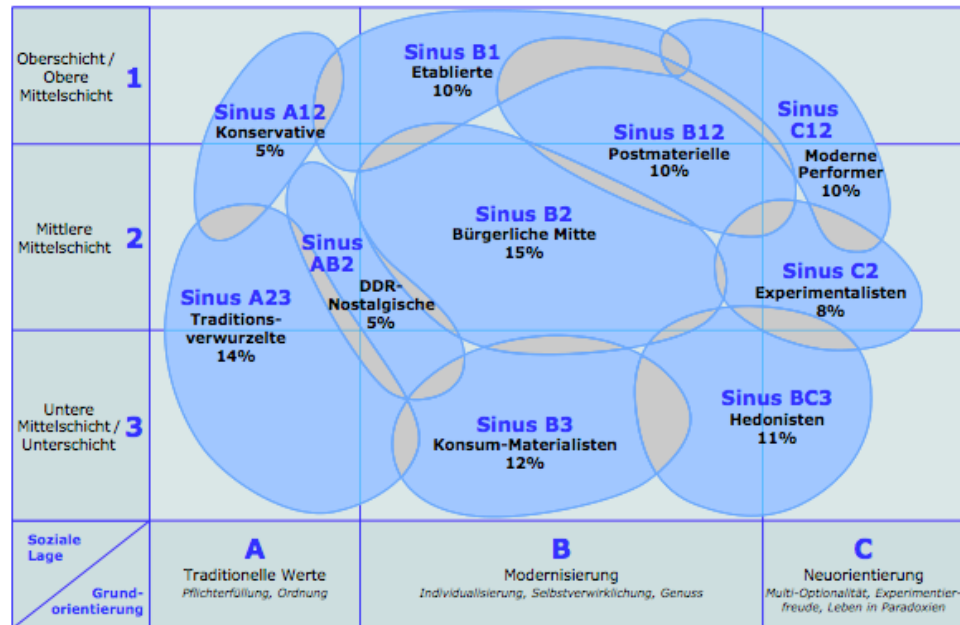 Oberschicht /
Obere
Mittelschicht
1
Sinus B1
Etablierte
10%
Sinus A12
Konservative
5%
Sinus B12
Postmaterielle
10%
Sinus
C12
Moderne
Performer
10%
Mittlere
Mittelschicht
2
Sinus B2
Bürgerliche Mitte
15%
Sinus
AB2
DDR-
Nostalgische
5%
Sinus A23
Traditions-
verwurzelte
14%
Sinus C2
Experimentalisten
8%
Untere
Mittelschicht /
Unterschicht
3
Sinus B3
Konsum-Materialisten
12%
Sinus BC3
Hedonisten
11%
Soziale
Lage
Grund-
orientierung
A
Traditionelle Werte
Pflichterfüllung, Ordnung
B
Modernisierung
Individualisierung, Selbstverwirklichung, Genuss
C
Neuorientierung
Multi-Optionalität, Experimentier-
freude, Leben in Paradoxien